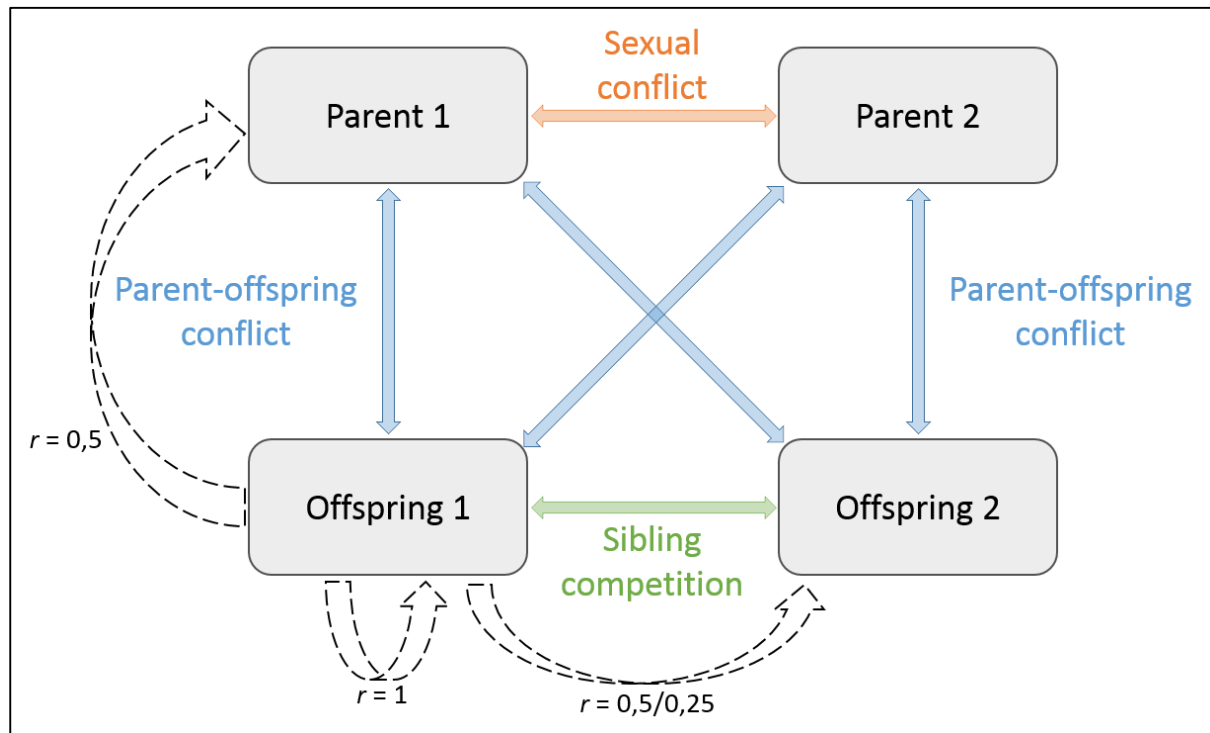 Sexual
conflict
Parent 1
Parent 2
Parent-offspring
conflict
Parent-offspring
conflict
r = 0,5
Offspring 1
Offspring 2
Sibling
competition
r = 1
r = 0,5/0,25